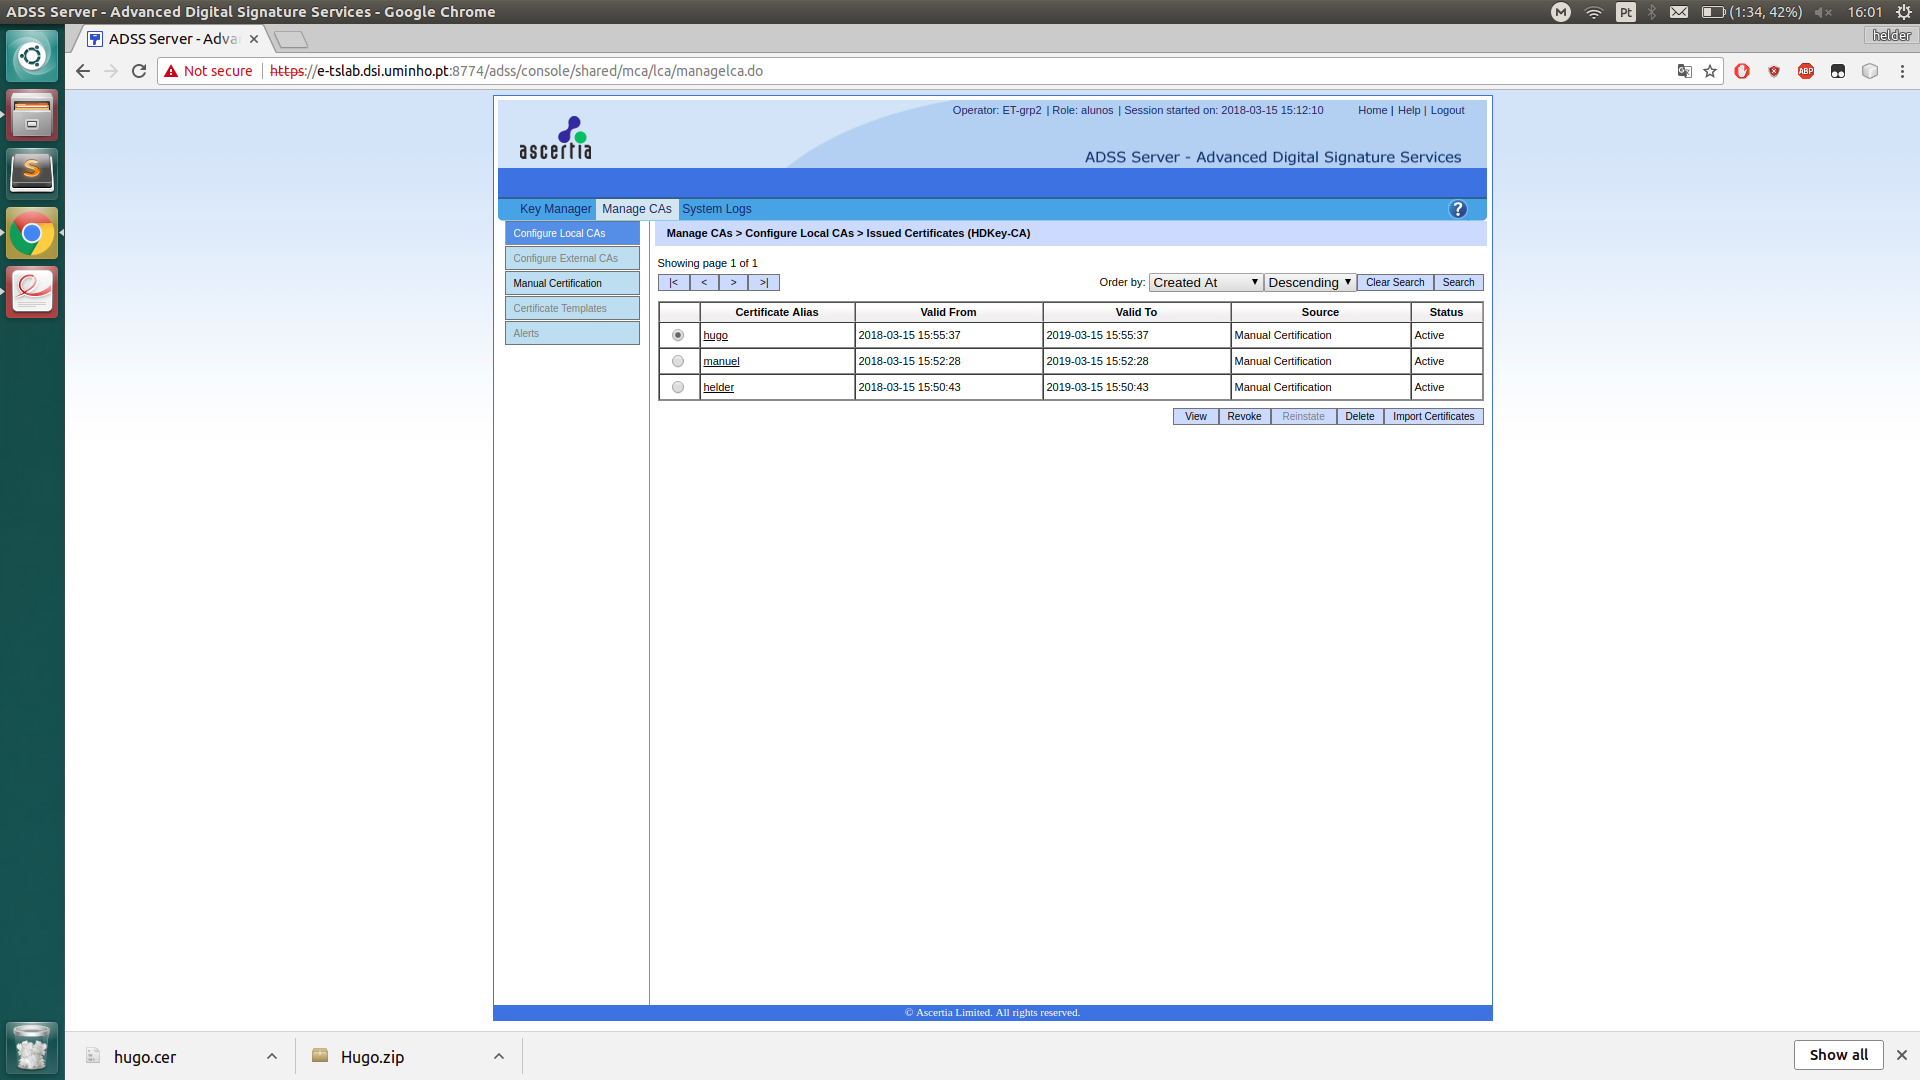 ADSS Server - Advanced Digital Signature Services - Google Chrome
M Pt (1:34, 42%) 16:01
ADSS Server - Adva
helder
Not secure https://e-tslab.dsi.uminho.pt:8774/adss/console/shared/mca/lca/managelca.do
ABP
Operator: ET-grp2 | Role: alunos | Session started on: 2018-03-15 15:12:10 Home | Help | Logout
ascertia
ADSS Server - Advanced Digital Signature Services
Key Manager Manage CAs System Logs ?
Configure Local CAs
Configure External CAs
Manual Certification
Certificate Templates
Alerts
Manage CAs > Configure Local CAs > Issued Certificates (HDKey-CA)
Showing page 1 of 1
|< < > >| Order by: Created At Descending Clear Search Search
Certificate Alias Valid From Valid To Source Status
hugo 2018-03-15 15:55:37 2019-03-15 15:55:37 Manual Certification Active
manuel 2018-03-15 15:52:28 2019-03-15 15:52:28 Manual Certification Active
helder 2018-03-15 15:50:43 2019-03-15 15:50:43 Manual Certification Active
View Revoke Reinstate Delete Import Certificates
© Ascertia Limited. All rights reserved.
hugo.cer Hugo.zip Show all